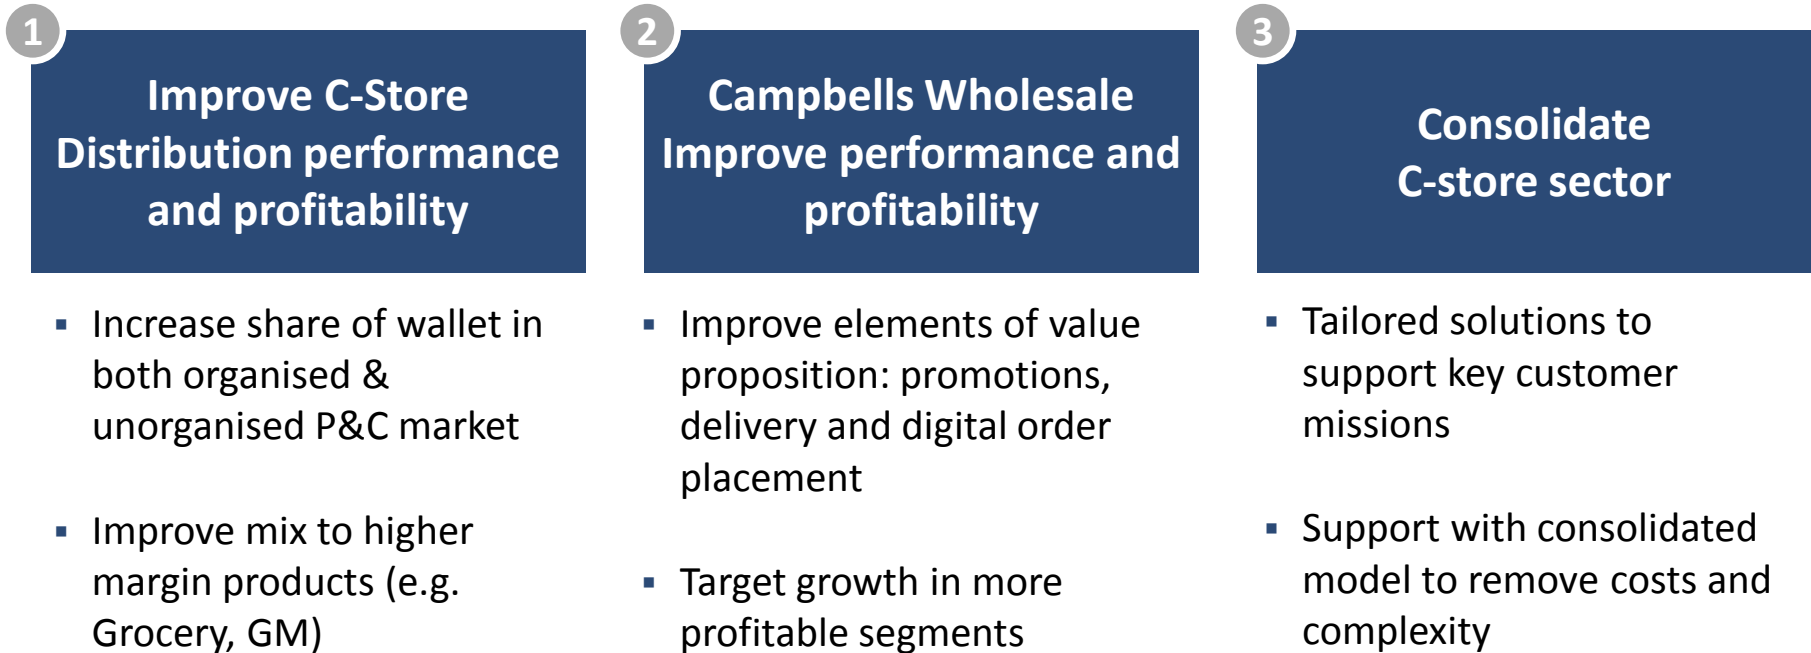 1
Improve C-Store
Distribution performance
and profitability
▪ Increase share of wallet in
both organised &
unorganised P&C market
▪ Improve mix to higher
margin products (e.g.
Grocery, GM)
2
Campbells Wholesale
Improve performance and
profitability
▪ Improve elements of value
proposition: promotions,
delivery and digital order
placement
▪ Target growth in more
profitable segments
3
Consolidate
C-store sector
▪ Tailored solutions to
support key customer
missions
▪ Support with consolidated
model to remove costs and
complexity